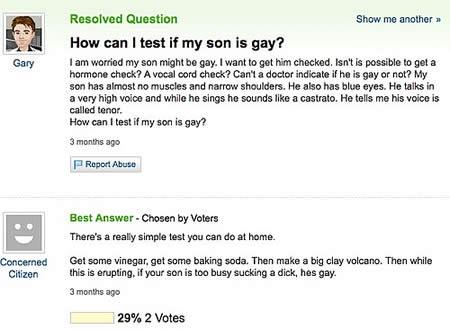 Resolved Question
Show me another »
Gary
How can I test if my son is gay?
I am worried my son might be gay. I want to get him checked. Isn't is possible to get a
hormone check? A vocal cord check? Can't a doctor indicate if he is gay or not? My
son has almost no muscles and narrow shoulders. He also has blue eyes. He talks in
a very high voice and while he sings he sounds like a castrato. He tells me his voice is
called tenor.
How can I test if my son is gay?
3 months ago
Report Abuse
Concerned
Citizen
Best Answer - Chosen by Voters
There's a really simple test you can do at home.
Get some vinegar, get some baking soda. Then make a big clay volcano. Then while
this is erupting, if your son is too busy sucking a dick, hes gay.
3 months ago
29% 2 Votes